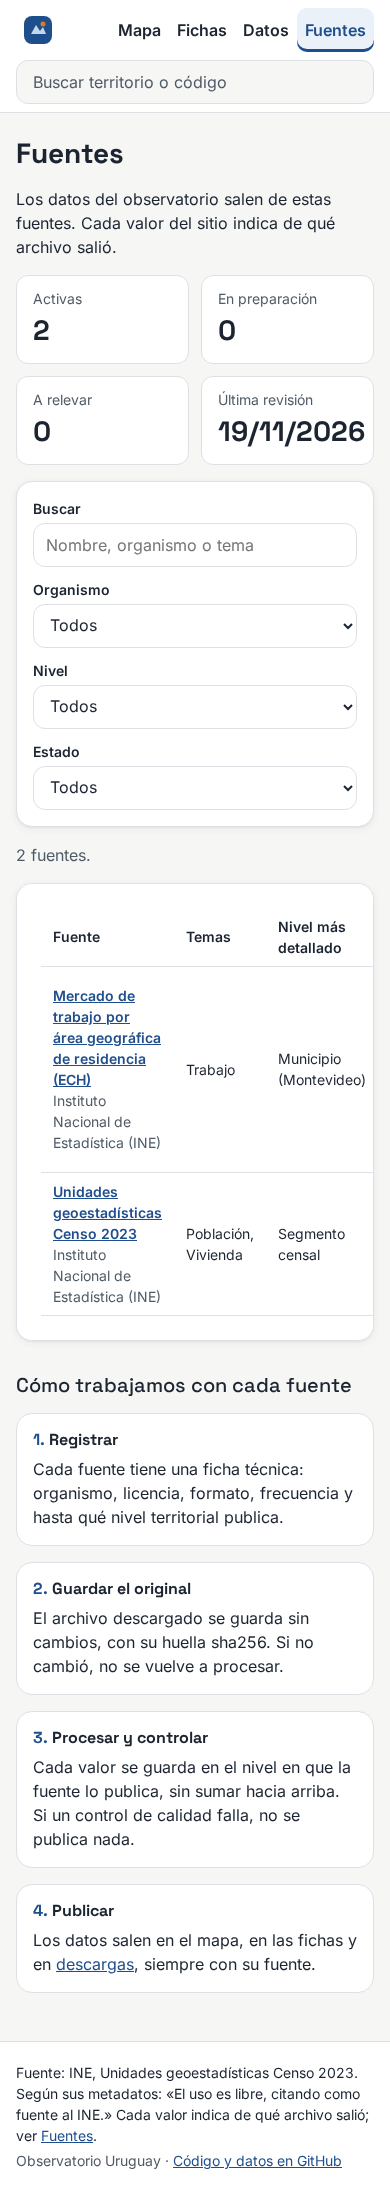 Mapa Fichas Datos Fuentes
Buscar territorio o código
Fuentes
Los datos del observatorio salen de estas
fuentes. Cada valor del sitio indica de qué
archivo salió.
Activas
2
En preparación
0
A relevar
0
Última revisión
19/11/2026
Buscar
Nombre, organismo o tema
Organismo
Todos
Nivel
Todos
Estado
Todos
2 fuentes.
Fuente Temas Nivel más
detallado
Mercado de
trabajo por
área geográfica
de residencia
(ECH)
Instituto
Nacional de
Estadística (INE)
Trabajo
Municipio
(Montevideo)
Unidades
geoestadísticas
Censo 2023
Instituto
Nacional de
Estadística (INE)
Población,
Vivienda
Segmento
censal
Cómo trabajamos con cada fuente
1. Registrar
Cada fuente tiene una ficha técnica:
organismo, licencia, formato, frecuencia y
hasta qué nivel territorial publica.
2. Guardar el original
El archivo descargado se guarda sin
cambios, con su huella sha256. Si no
cambió, no se vuelve a procesar.
3. Procesar y controlar
Cada valor se guarda en el nivel en que la
fuente lo publica, sin sumar hacia arriba.
Si un control de calidad falla, no se
publica nada.
4. Publicar
Los datos salen en el mapa, en las fichas y
en descargas, siempre con su fuente.
Fuente: INE, Unidades geoestadísticas Censo 2023.
Según sus metadatos: «El uso es libre, citando como
fuente al INE.» Cada valor indica de qué archivo salió;
ver Fuentes.
Observatorio Uruguay · Código y datos en GitHub